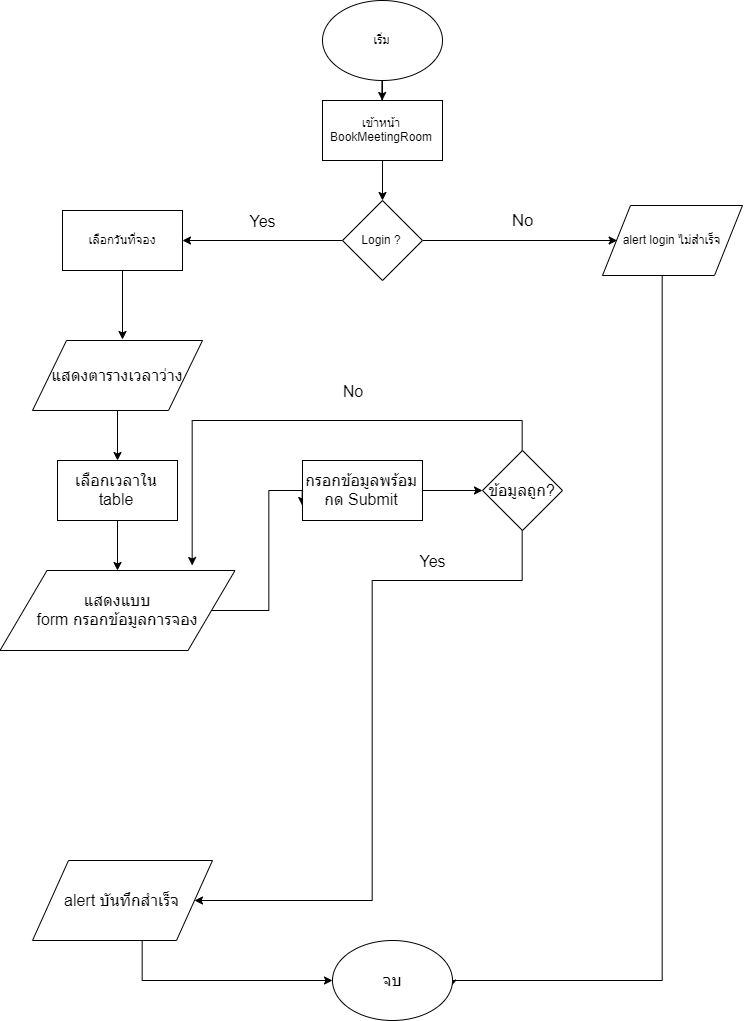 เริ่ม
เข้าหน้า
BookMeetingRoom
Yes
No
เลือกวันที่จอง
Login ?
alert login ไม่สำเร็จ
แสดงตารางเวลาว่าง
No
เลือกเวลาใน
table
กรอกข้อมูลพร้อม
กด Submit
ข้อมูลถูก?
Yes
แสดงแบบ
form กรอกข้อมูลการจอง
alert บันทึกสำเร็จ
จบ